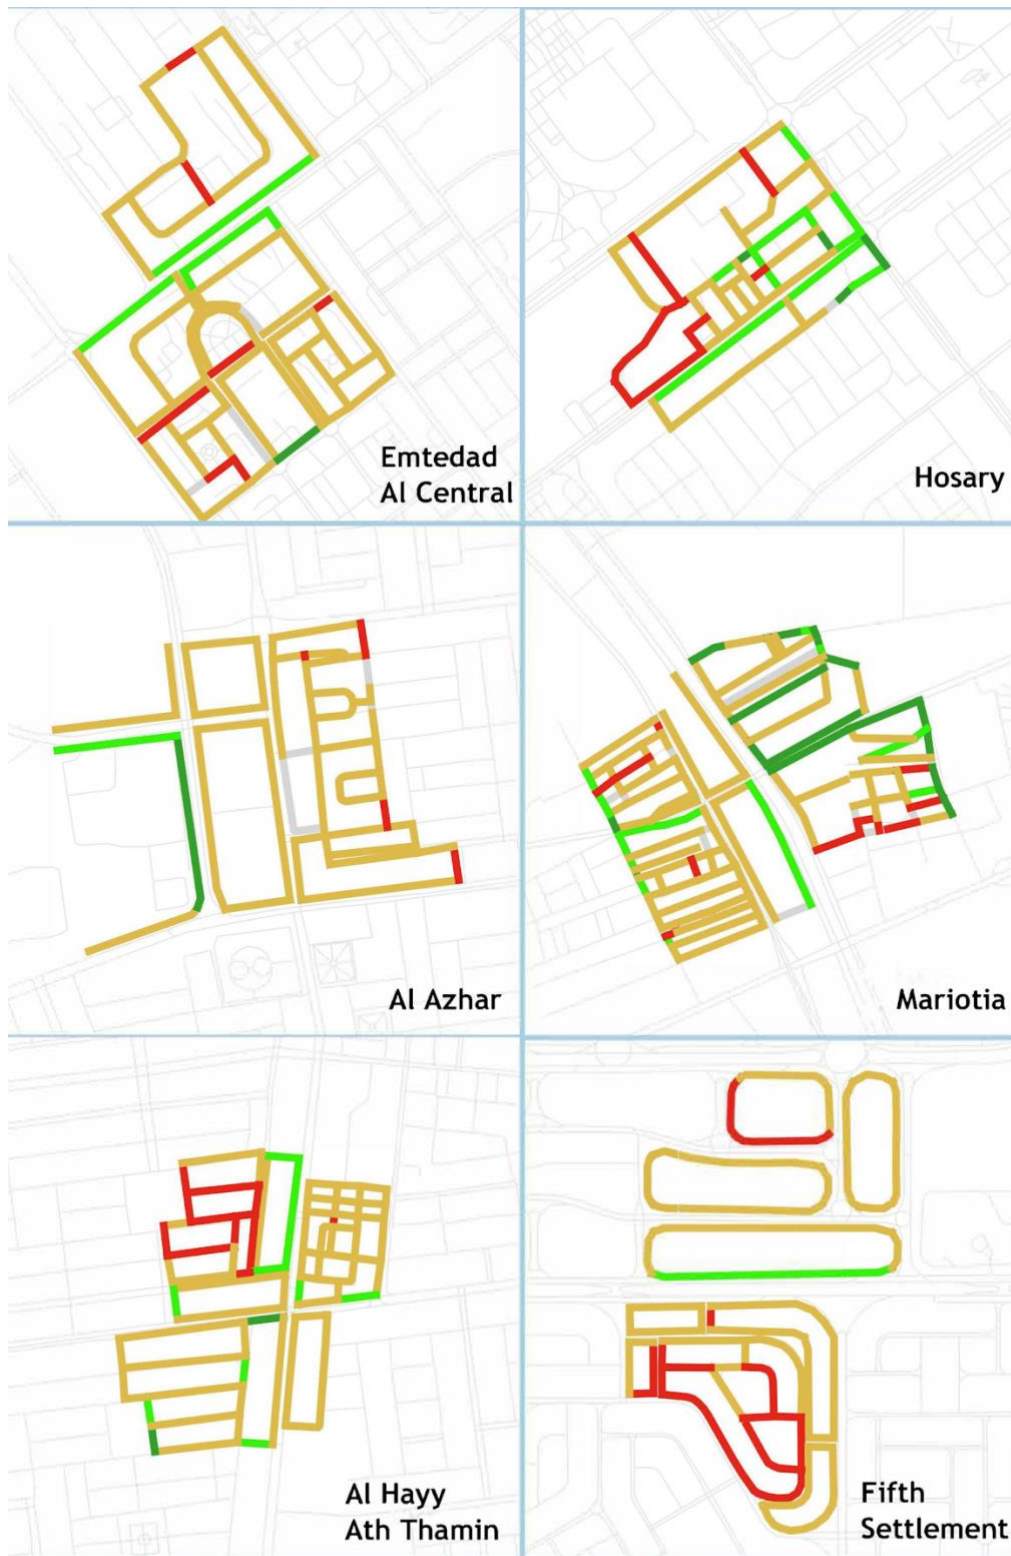 Emtedad
Al Central
Hosary
Al Azhar
Mariotia
Al Hayy
Ath Thamin
Fifth
Settlement